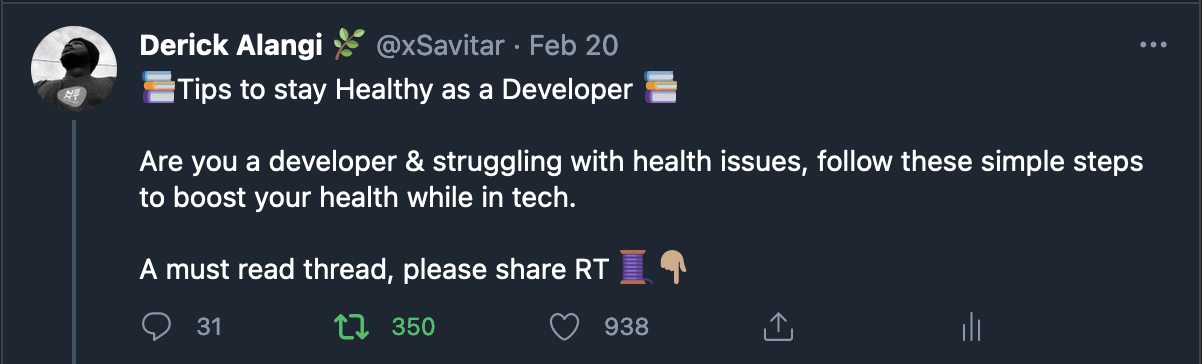 Derick Alangi 🌿 @xSavitar · Feb 20
📚Tips to stay Healthy as a Developer 📚
Are you a developer & struggling with health issues, follow these simple steps
to boost your health while in tech.
A must read thread, please share RT 🧵👇🏽
31 350 938